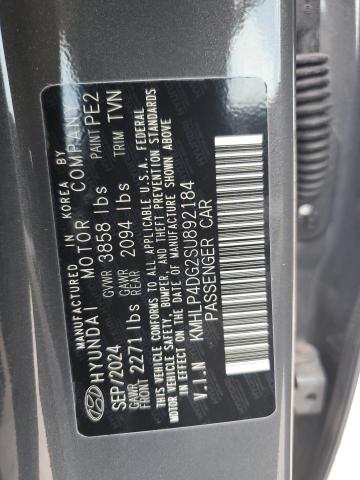 MANUFACTURED BY
IN KOREA BY
HYUNDAI MOTOR COMPANY
SEP/2024 GVWR 3858 lbs PAINT PE2
GAWR FRONT 2271 lbs GAWR REAR 2094 lbs TRIM TVN
THIS VEHICLE CONFORMS TO ALL APPLICABLE U.S.A. FEDERAL
MOTOR VEHICLE SAFETY, BUMPER, AND THEFT PREVENTION STANDARDS
IN EFFECT ON THE DATE OF MANUFACTURE SHOWN ABOVE
V.I.N KMHLP4DG2SU892184
PASSENGER CAR